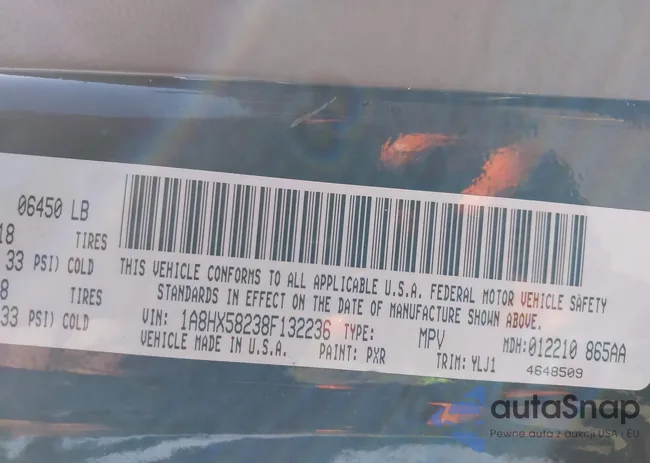 06450 LB
18 TIRES
33 PSI) COLD
8 TIRES
33 PSI) COLD
THIS VEHICLE CONFORMS TO ALL APPLICABLE U.S.A. FEDERAL MOTOR VEHICLE SAFETY
STANDARDS IN EFFECT ON THE DATE OF MANUFACTURE SHOWN ABOVE.
VIN: 1A8HX58238F132236 TYPE: MPV MDH:012210 865AA
VEHICLE MADE IN U.S.A. PAINT: PXR TRIM: YLJ1 4648509
autaSnap
Pewne auta z aukcji USA i EU